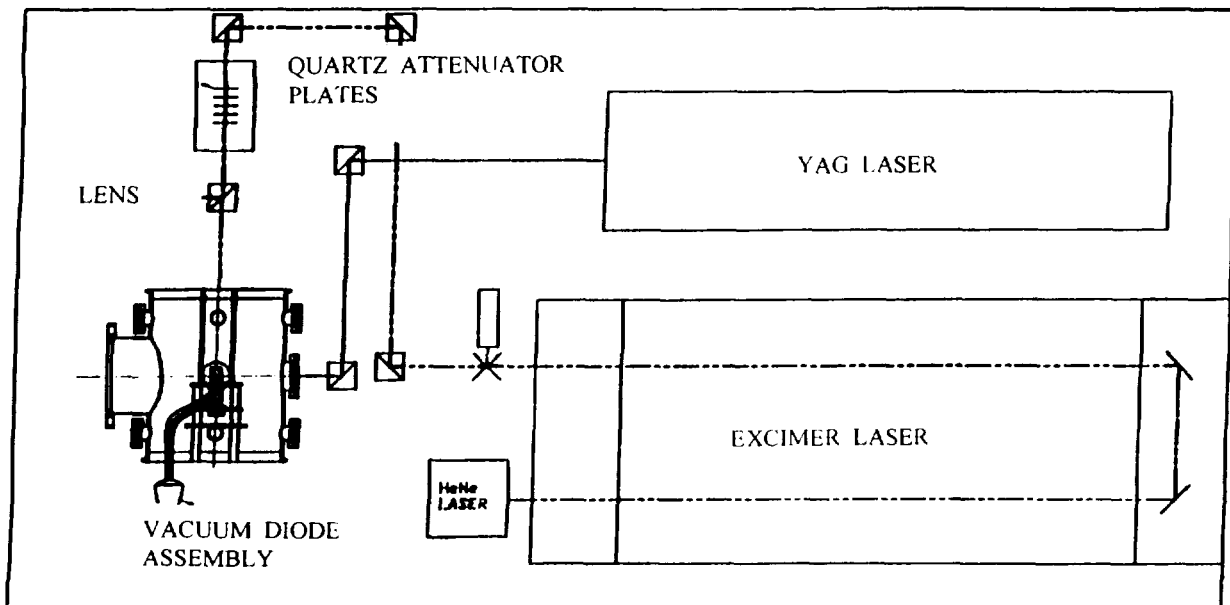 QUARTZ ATTENUATOR
PLATES
YAG LASER
LENS
EXCIMER LASER
HeNe
LASER
VACUUM DIODE
ASSEMBLY